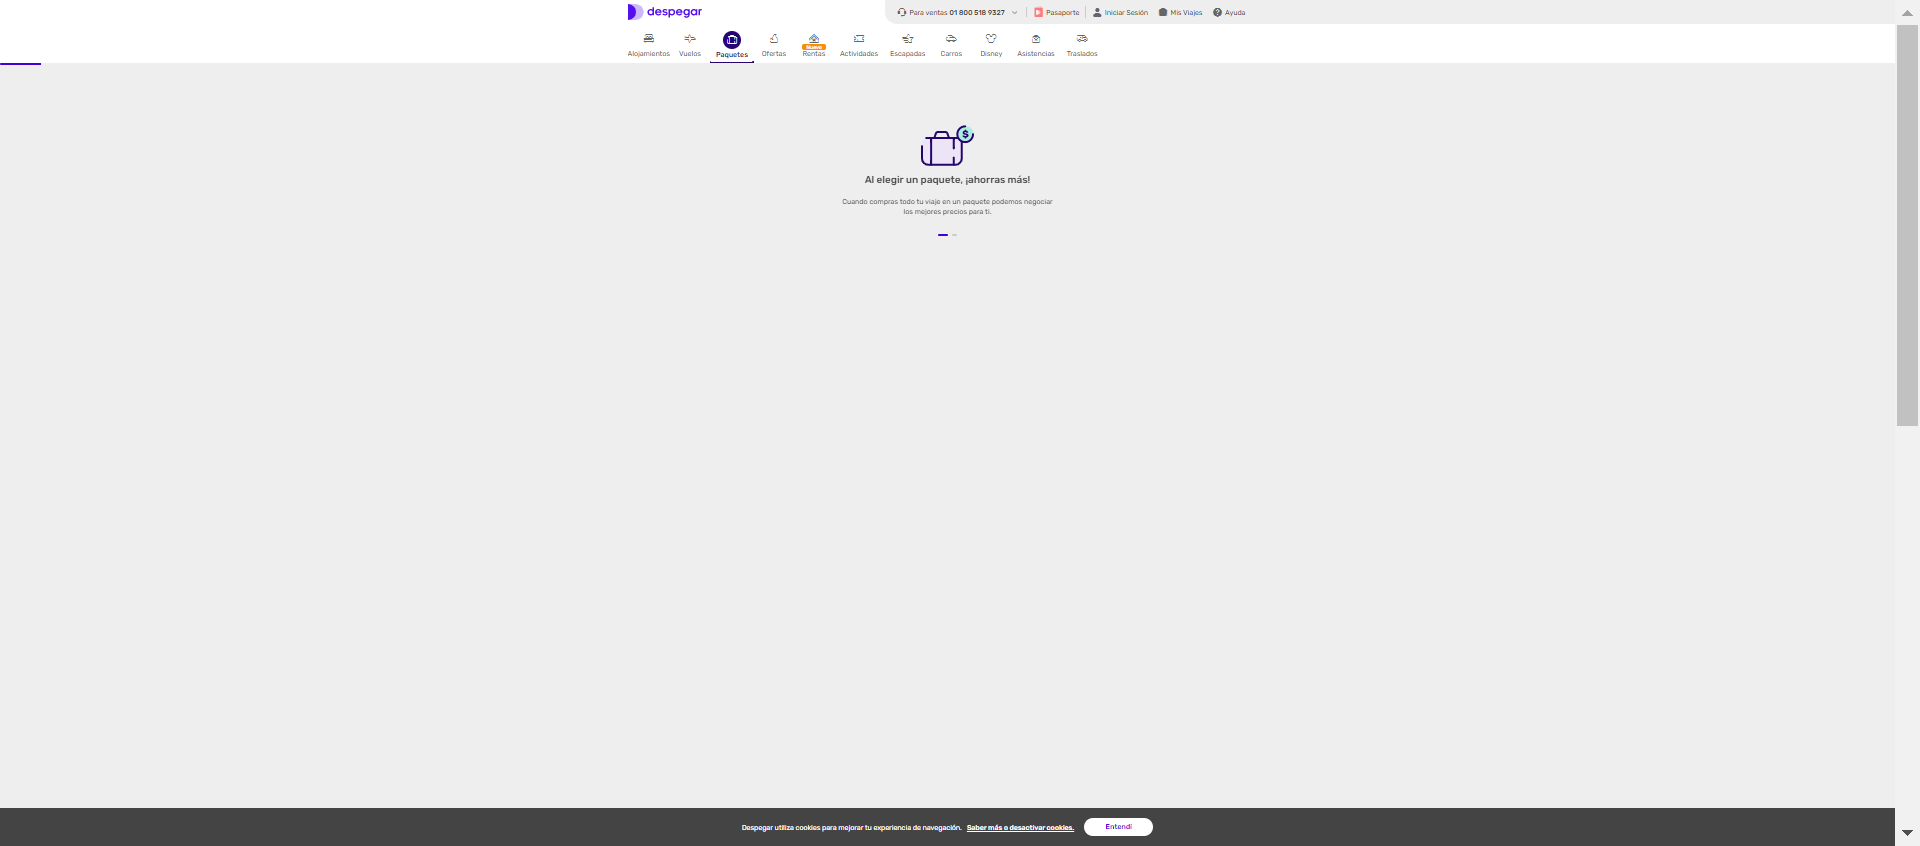 despegar
Para ventas 01 800 518 9327
Pasaporte
Iniciar Sesión
Mis Viajes
Ayuda
Alojamientos
Vuelos
Paquetes
Ofertas
Nuevo
Rentas
Actividades
Escapadas
Carros
Disney
Asistencias
Traslados
$
Al elegir un paquete, ¡ahorras más!
Cuando compras todo tu viaje en un paquete podemos negociar
los mejores precios para ti.
Despegar utiliza cookies para mejorar tu experiencia de navegación. Saber más o desactivar cookies.
Entendí